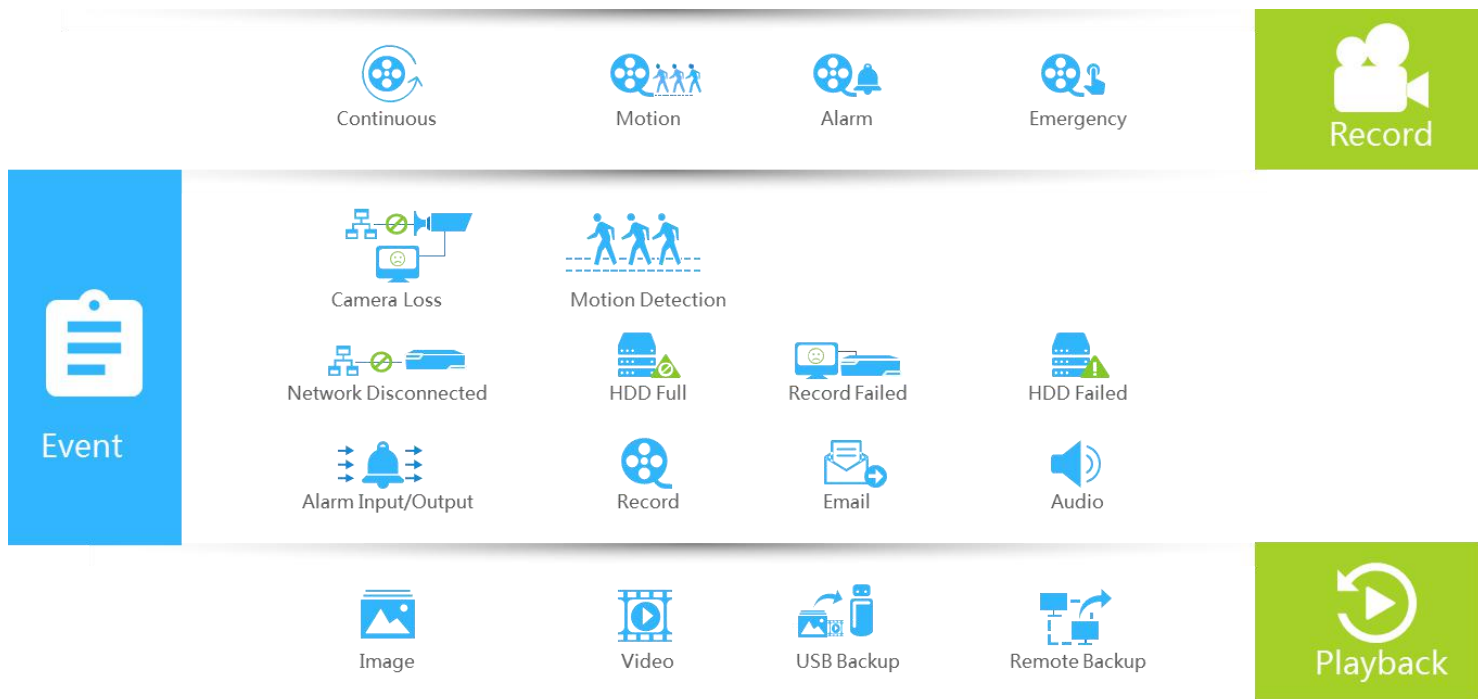 Continuous
Motion
Alarm
Emergency
Record
Event
Camera Loss
Motion Detection
Network Disconnected
HDD Full
Record Failed
HDD Failed
Alarm Input/Output
Record
Email
Audio
Image
Video
USB Backup
Remote Backup
Playback